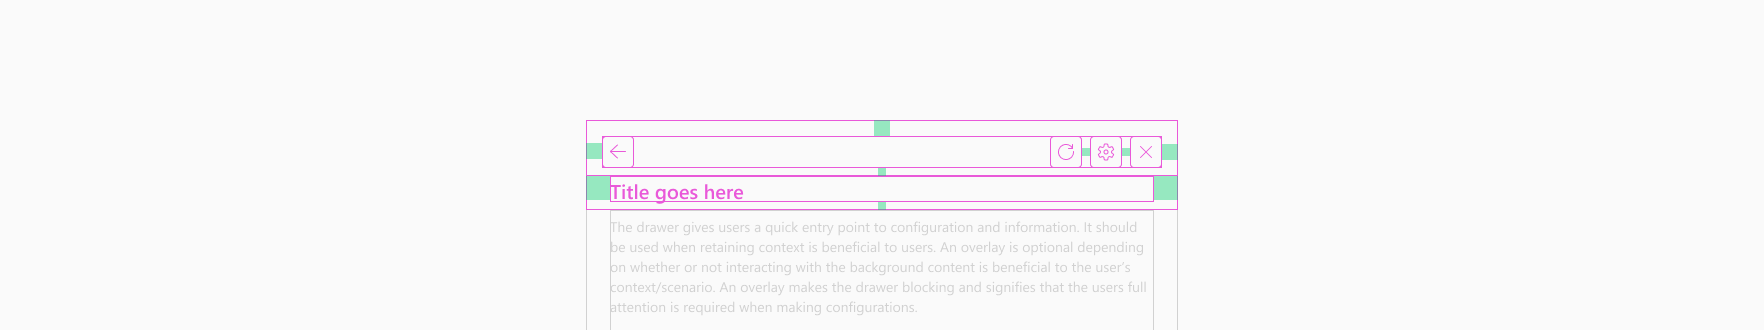 Title goes here
The drawer gives users a quick entry point to configuration and information. It should
be used when retaining context is beneficial to users. An overlay is optional depending
on whether or not interacting with the background content is beneficial to the user's
context/scenario. An overlay makes the drawer blocking and signifies that the users full
attention is required when making configurations.